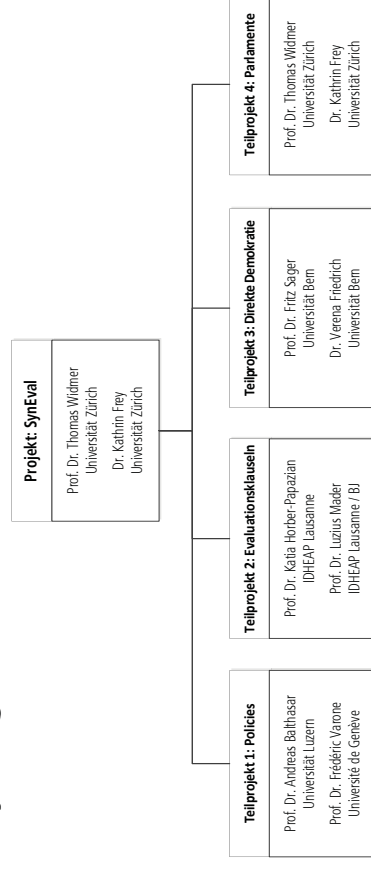 Projekt: SynEval
Prof. Dr. Thomas Widmer
Universität Zürich
Dr. Kathrin Frey
Universität Zürich
Teilprojekt 1: Policies
Prof. Dr. Andreas Balthasar
Universität Luzern
Prof. Dr. Frédéric Varone
Université de Genève
Teilprojekt 2: Evaluationsklauseln
Prof. Dr. Katia Horber-Papazian
IDHEAP Lausanne
Prof. Dr. Luzius Mader
IDHEAP Lausanne / BJ
Teilprojekt 3: Direkte Demokratie
Prof. Dr. Fritz Sager
Universität Bern
Dr. Verena Friedrich
Universität Bern
Teilprojekt 4: Parlamente
Prof. Dr. Thomas Widmer
Universität Zürich
Dr. Kathrin Frey
Universität Zürich